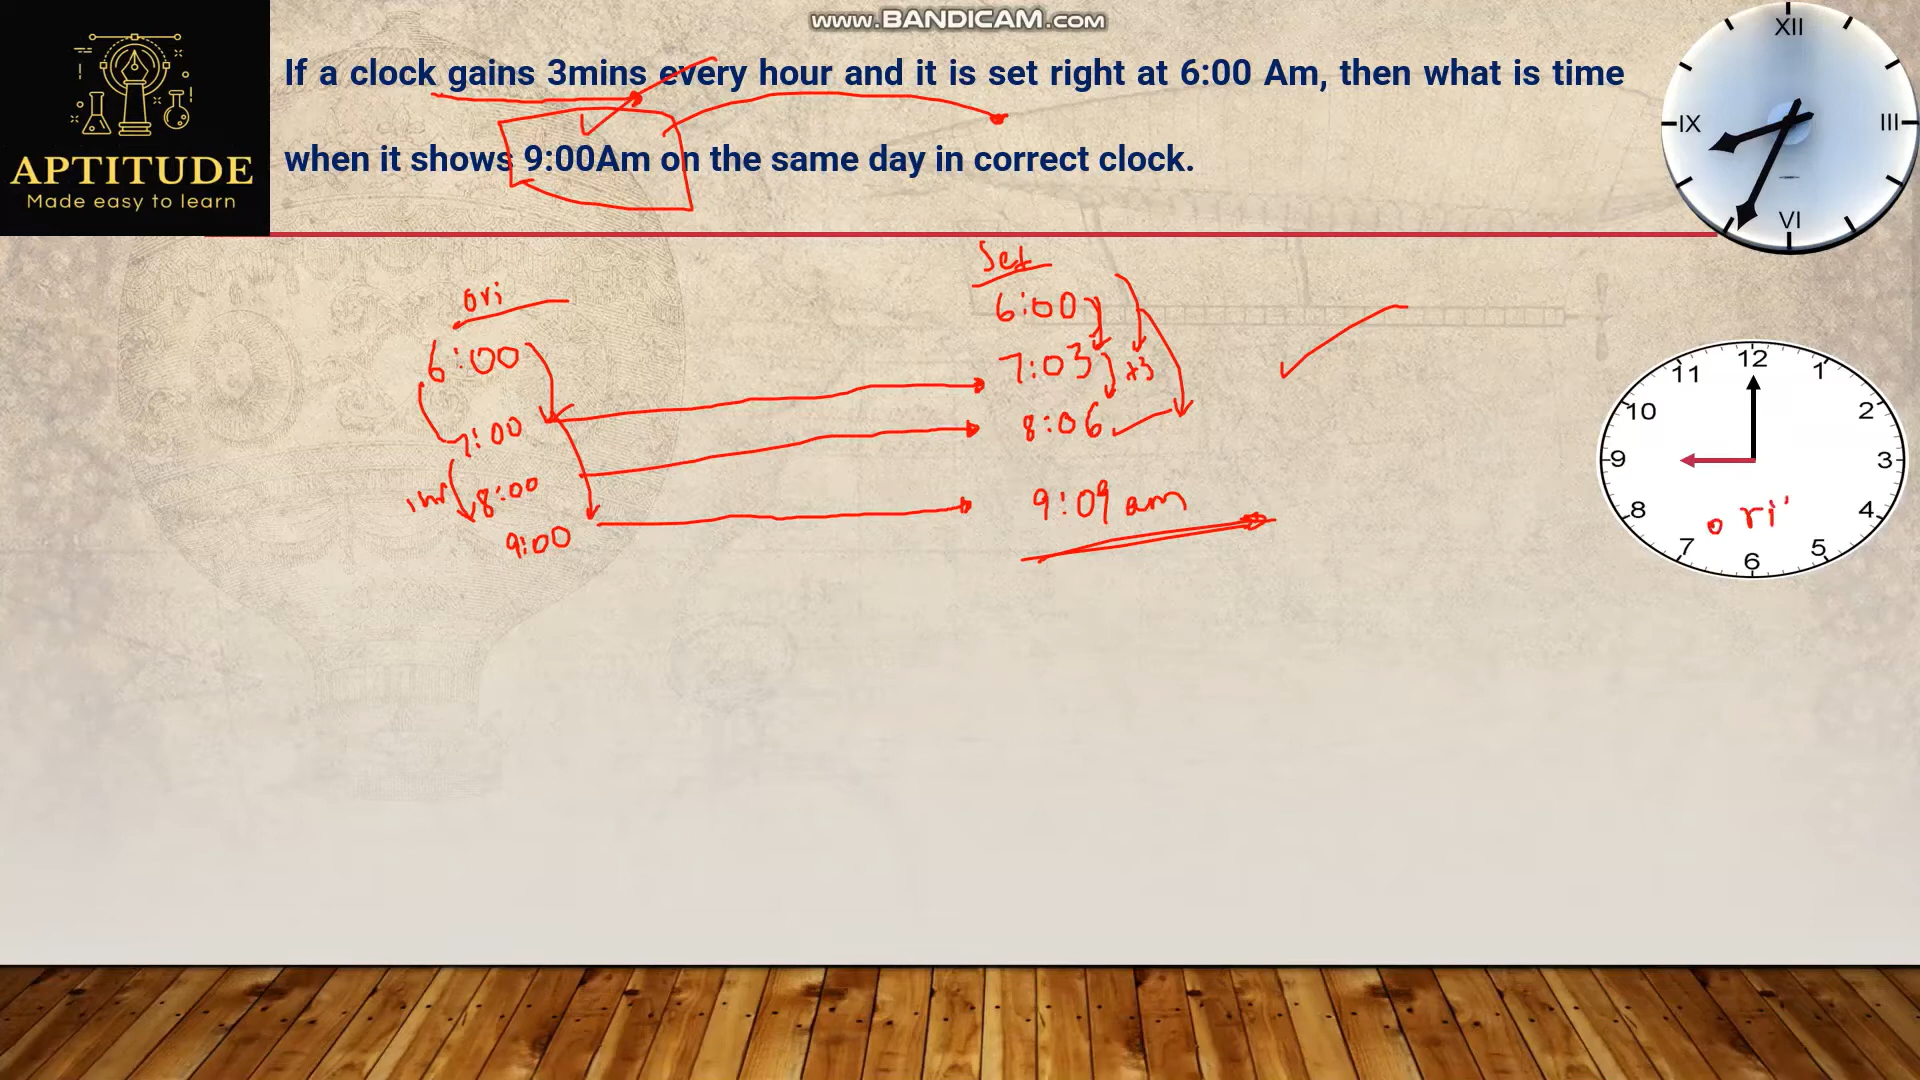 www.BANDICAM.com
If a clock gains 3mins every hour and it is set right at 6:00 Am, then what is time
when it shows 9:00Am on the same day in correct clock.
APTITUDE
Made easy to learn
XII
III
VI
IX
ori
6:00
7:00
1hr 8:00
9:00
Set
6:00
7:03 +3
8:06
9:09 am
12
11 1
10 2
9 3
8 4
7 5
6
ori